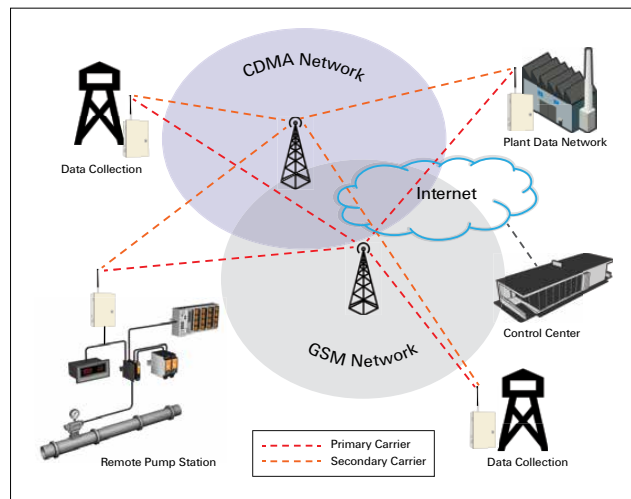 CDMA Network
Data Collection
Plant Data Network
Internet
Control Center
GSM Network
Remote Pump Station
Primary Carrier
Secondary Carrier
Data Collection